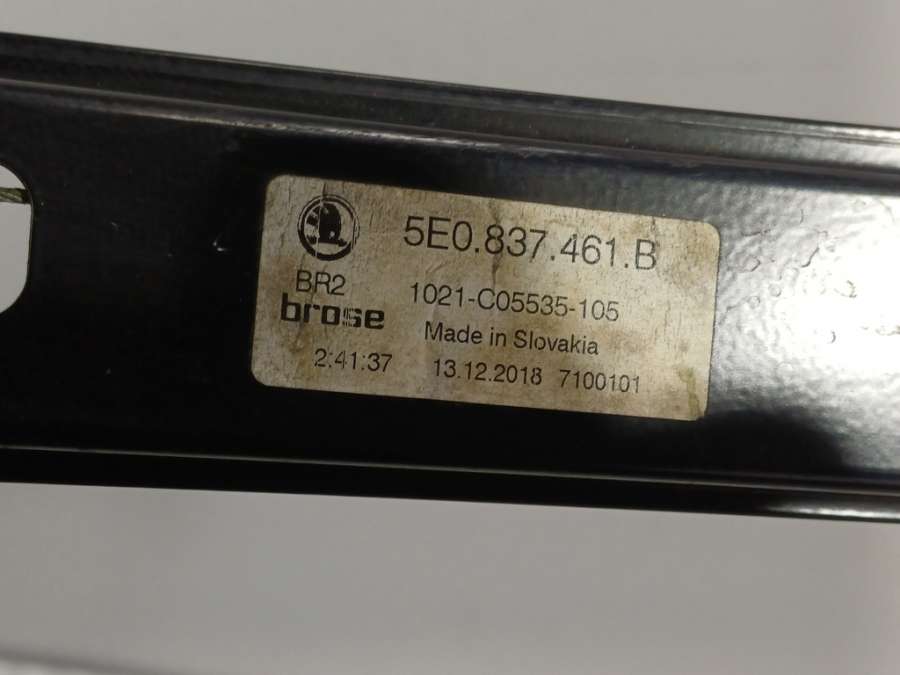 5E0.837.461.B
BR2
1021-C05535-105
brose
Made in Slovakia
2:41:37 13.12.2018 7100101